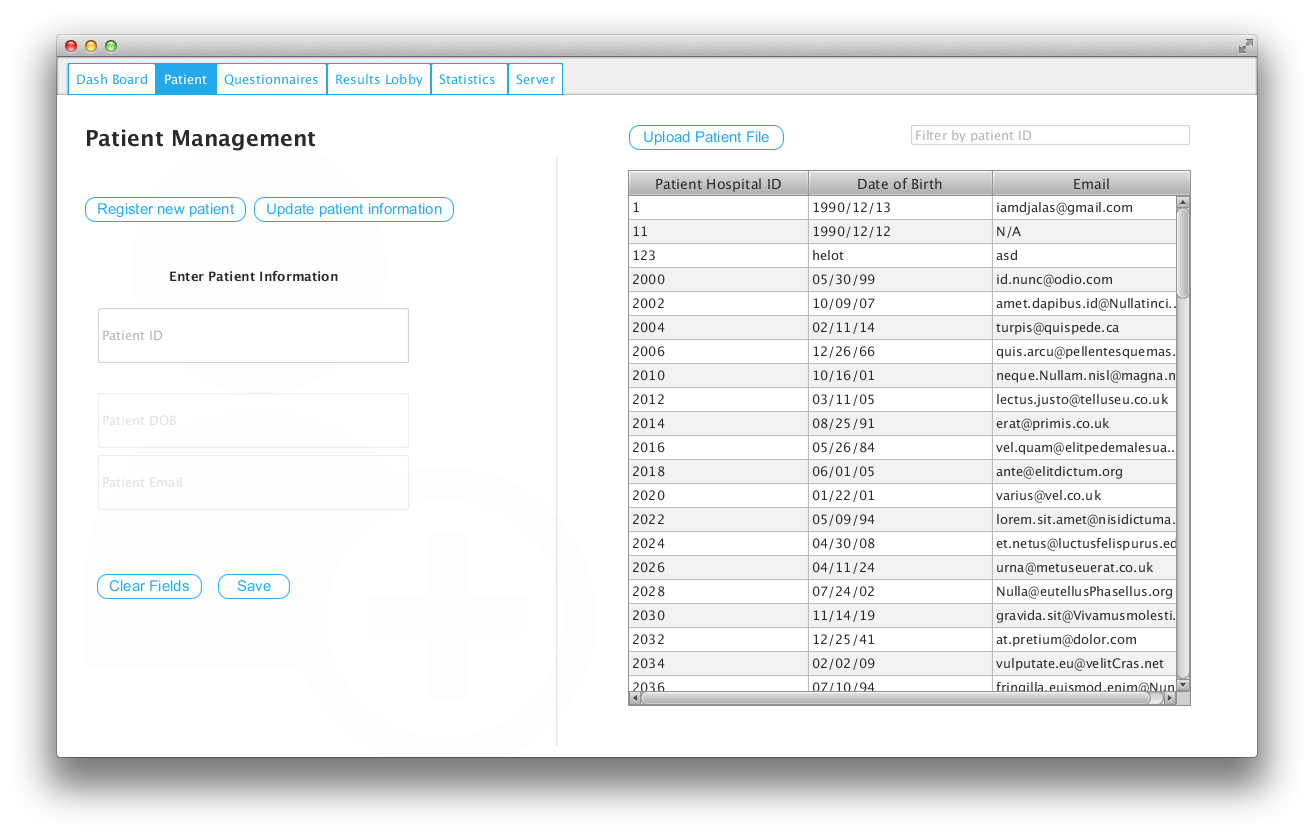 Dash Board Patient Questionnaires Results Lobby Statistics Server
Patient Management
Register new patient Update patient information
Enter Patient Information
Patient ID
Patient DOB
Patient Email
Clear Fields Save
Upload Patient File Filter by patient ID
Patient Hospital ID Date of Birth Email
1 1990/12/13 iamdjalas@gmail.com
11 1990/12/12 N/A
123 helot asd
2000 05/30/99 id.nunc@odio.com
2002 10/09/07 amet.dapibus.id@Nullatinci..
2004 02/11/14 turpis@quispede.ca
2006 12/26/66 quis.arcu@pellentesquemas.
2010 10/16/01 neque.Nullam.nisl@magna.n
2012 03/11/05 lectus.justo@telluseu.co.uk
2014 08/25/91 erat@primis.co.uk
2016 05/26/84 vel.quam@elitpedemalesua..
2018 06/01/05 ante@elitdictum.org
2020 01/22/01 varius@vel.co.uk
2022 05/09/94 lorem.sit.amet@nisidictuma.
2024 04/30/08 et.netus@luctusfelispurus.ed
2026 04/11/24 urna@metuseuerat.co.uk
2028 07/24/02 Nulla@eutellusPhasellus.org
2030 11/14/19 gravida.sit@Vivamusmolesti.
2032 12/25/41 at.pretium@dolor.com
2034 02/02/09 vulputate.eu@velitCras.net
2036 07/10/94 fringilla.euismod.enim@Nun